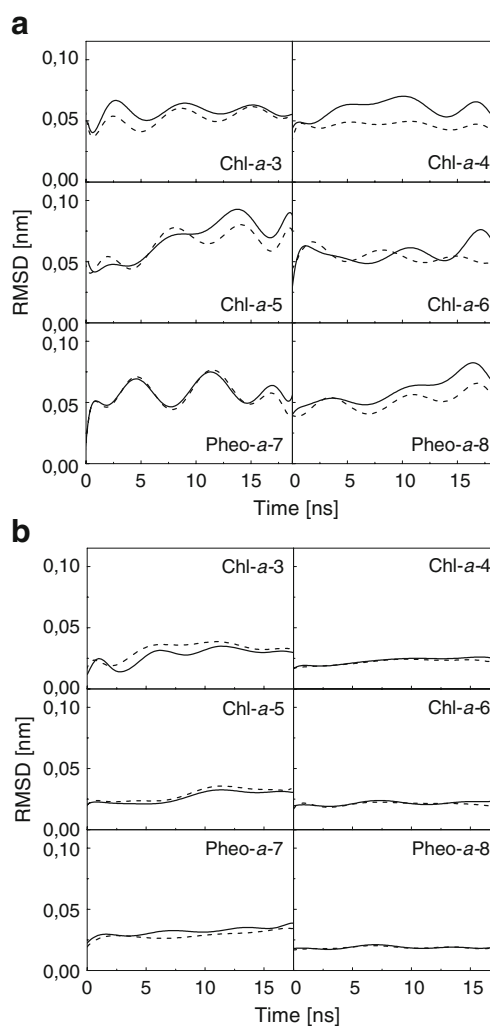 a
0,10
0,05
Chl-a-3
Chl-a-4
0,00
0,10
RMSD [nm]
0,05
Chl-a-5
Chl-a-6
0,00
0,10
0,05
Pheo-a-7
Pheo-a-8
0,00
0 5 10 15 0 5 10 15
Time [ns]
b
0,10
Chl-a-3
Chl-a-4
0,05
0,00
0,10
Chl-a-5
Chl-a-6
RMSD [nm]
0,05
0,00
0,10
Pheo-a-7
Pheo-a-8
0,05
0,00
0 5 10 15 0 5 10 15
Time [ns]